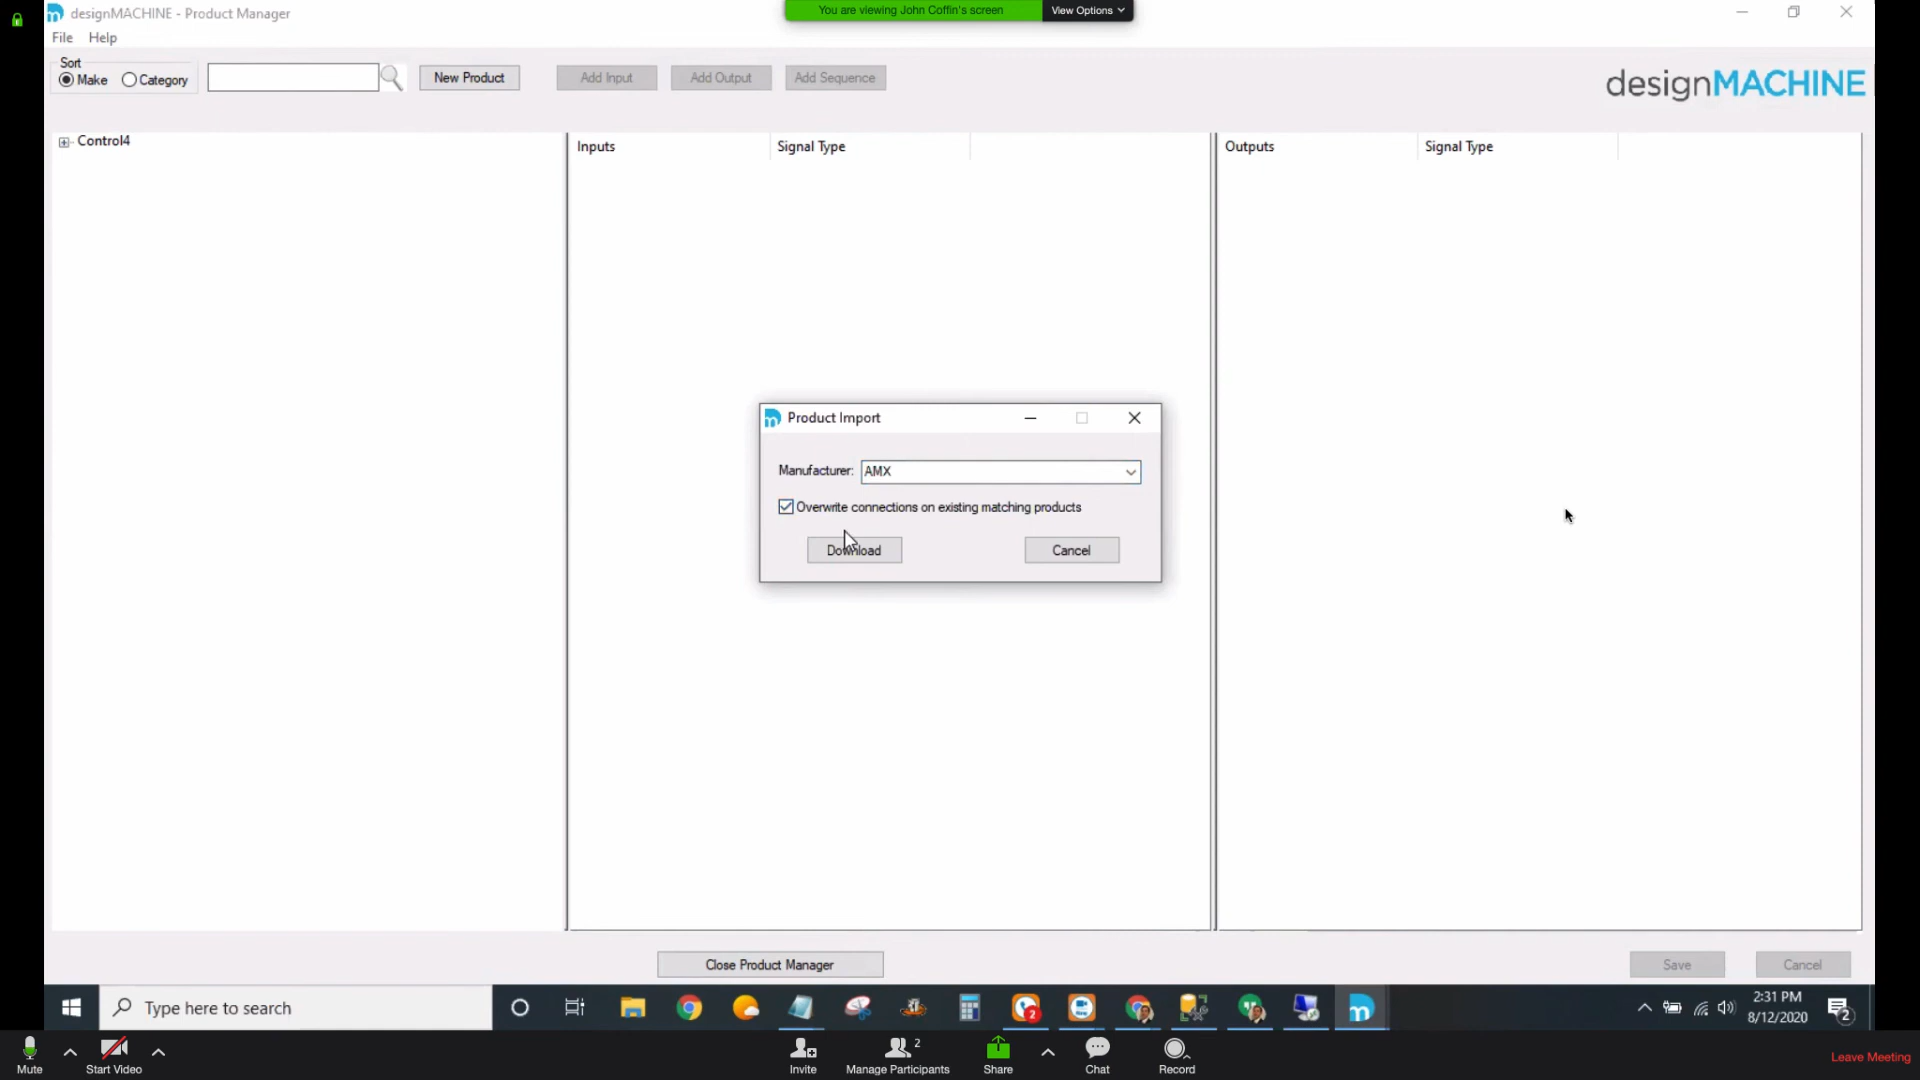 designMACHINE - Product Manager
You are viewing John Coffin's screen
View Options
File Help
Sort
Make Category
New Product
Add Input
Add Output
Add Sequence
designMACHINE
Control4
Inputs
Signal Type
Outputs
Signal Type
Product Import
Manufacturer: AMX
Overwrite connections on existing matching products
Download
Cancel
Close Product Manager
Save
Cancel
Type here to search
2
2:31 PM
8/12/2020
2
Mute
Start Video
Invite
2
Manage Participants
Share
Chat
Record
Leave Meeting